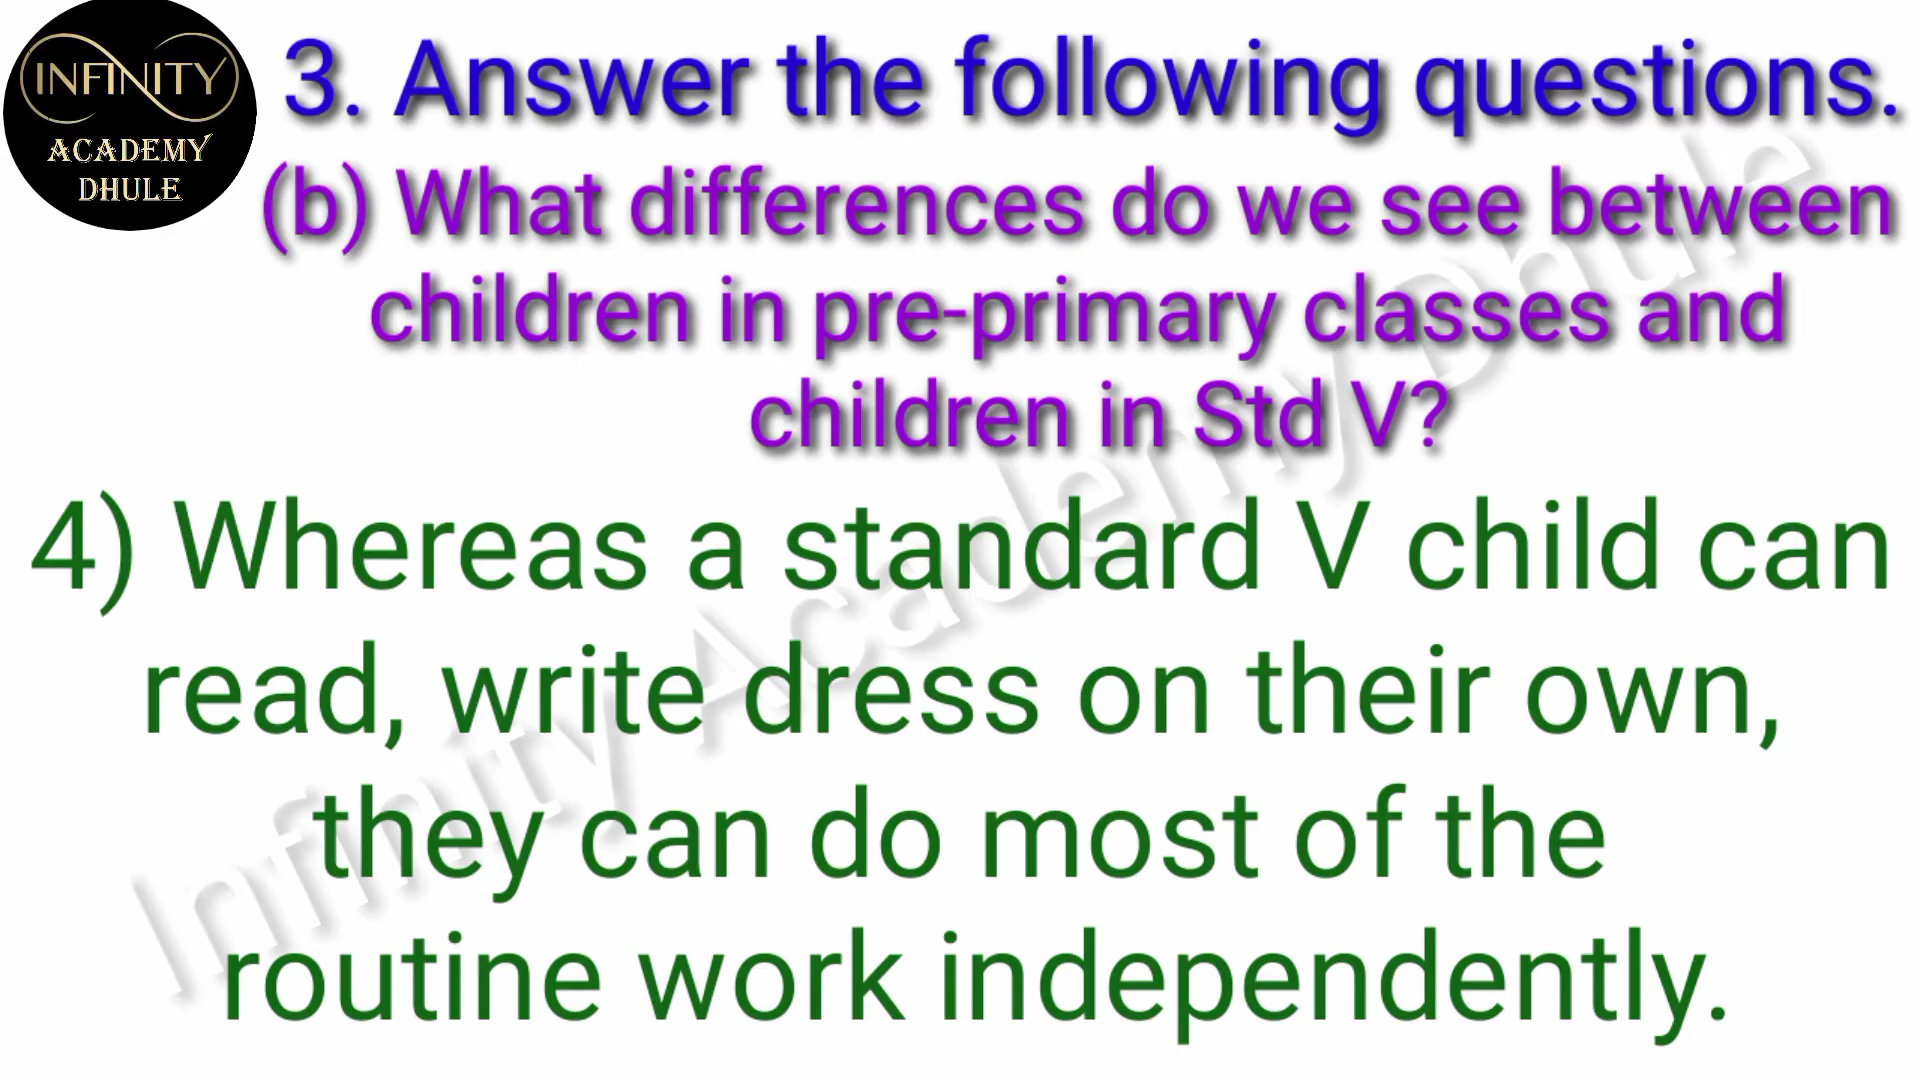 INFINITY
ACADEMY
DHULE
3. Answer the following questions.
(b) What differences do we see between
children in pre-primary classes and
children in Std V?
4) Whereas a standard V child can
read, write dress on their own,
they can do most of the
routine work independently.
Infinity Academy Dhule